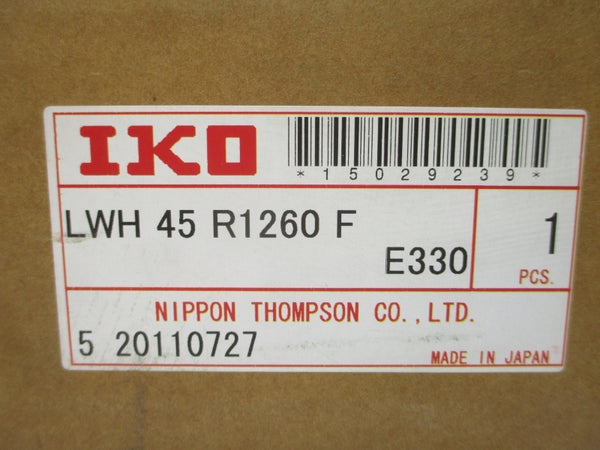 IKO
*15029239*
LWH 45 R1260 F
E330
1
PCS.
NIPPON THOMPSON CO.,LTD.
5 20110727
MADE IN JAPAN